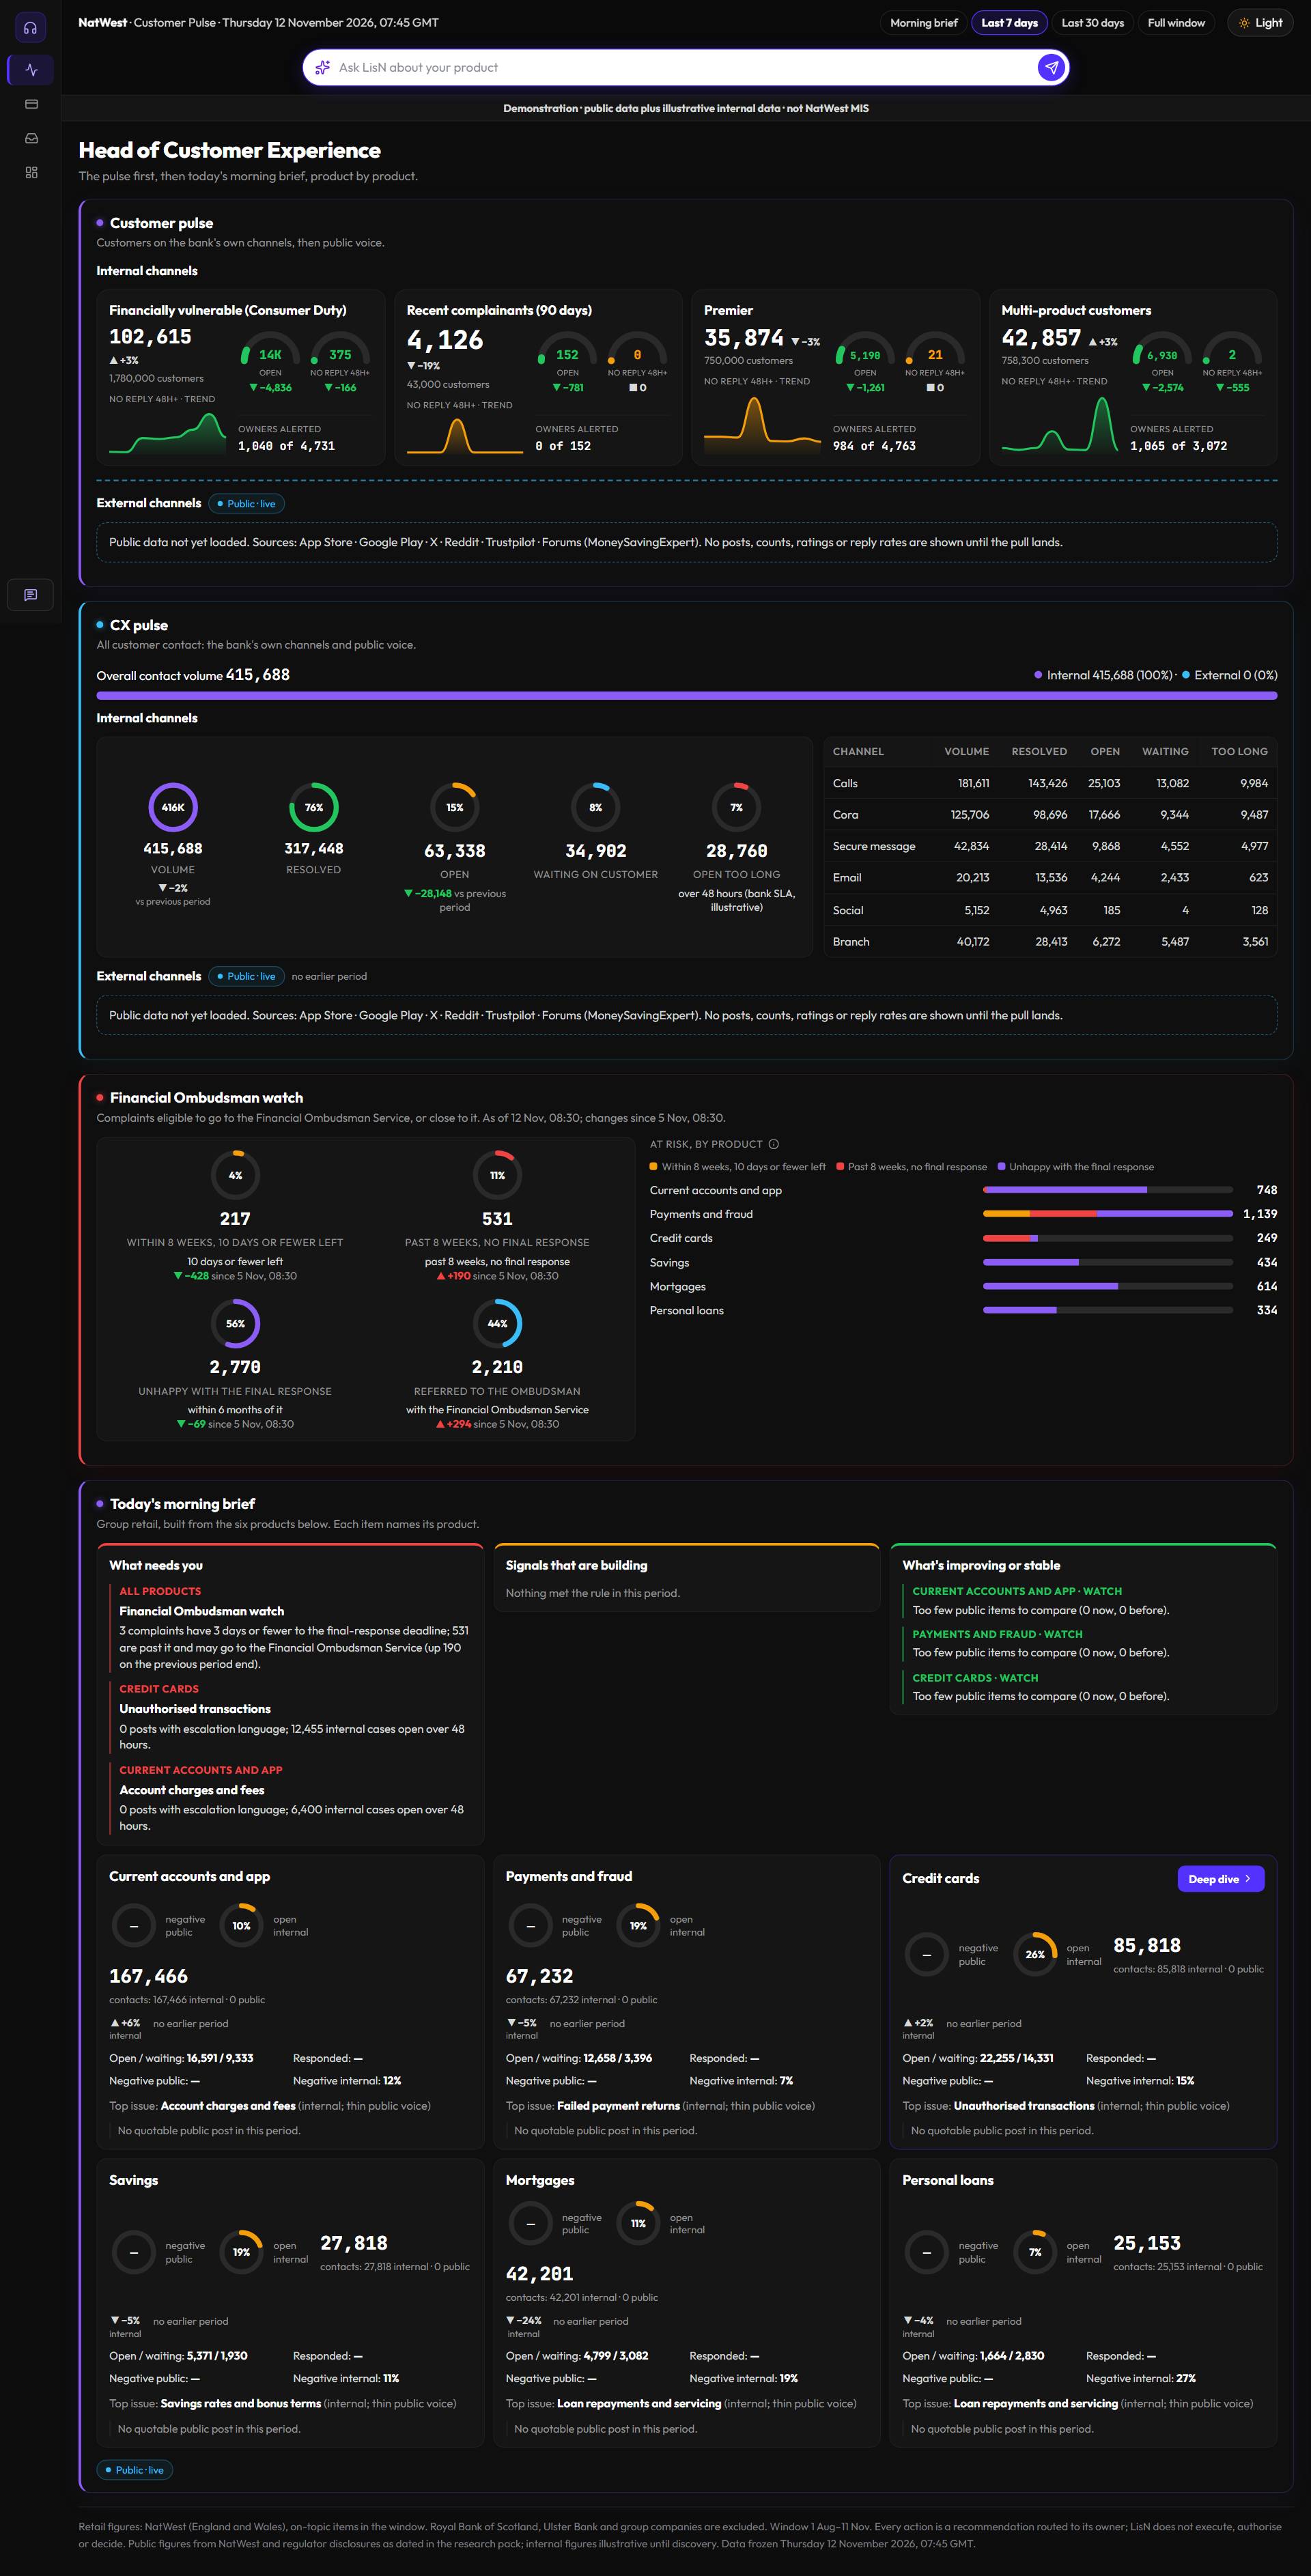 NatWest · Customer Pulse · Thursday 12 November 2026, 07:45 GMT
Morning brief
Last 7 days
Last 30 days
Full window
Light
Ask LisN about your product
Demonstration · public data plus illustrative internal data · not NatWest MIS
Head of Customer Experience
The pulse first, then today's morning brief, product by product.
Customer pulse
Customers on the bank's own channels, then public voice.
Internal channels
Financially vulnerable (Consumer Duty)
102,615
▲ +3%
1,780,000 customers
NO REPLY 48H+ · TREND
14K
OPEN
▼ −4,836
375
NO REPLY 48H+
▼ −166
OWNERS ALERTED
1,040 of 4,731
Recent complainants (90 days)
4,126
▼ −19%
43,000 customers
NO REPLY 48H+ · TREND
152
OPEN
▼ −781
0
NO REPLY 48H+
■ 0
OWNERS ALERTED
0 of 152
Premier
35,874 ▼ −3%
750,000 customers
NO REPLY 48H+ · TREND
5,190
OPEN
▼ −1,261
21
NO REPLY 48H+
■ 0
OWNERS ALERTED
984 of 4,763
Multi-product customers
42,857 ▲ +3%
758,300 customers
NO REPLY 48H+ · TREND
6,930
OPEN
▼ −2,574
2
NO REPLY 48H+
▼ −555
OWNERS ALERTED
1,065 of 3,072
External channels
Public · live
Public data not yet loaded. Sources: App Store · Google Play · X · Reddit · Trustpilot · Forums (MoneySavingExpert). No posts, counts, ratings or reply rates are shown until the pull lands.
CX pulse
All customer contact: the bank's own channels and public voice.
Overall contact volume 415,688
Internal 415,688 (100%) · External 0 (0%)
Internal channels
416K
415,688
VOLUME
▼ −2%
vs previous period
76%
317,448
RESOLVED
15%
63,338
OPEN
▼ −28,148 vs previous
period
8%
34,902
WAITING ON CUSTOMER
7%
28,760
OPEN TOO LONG
over 48 hours (bank SLA,
illustrative)
CHANNEL VOLUME RESOLVED OPEN WAITING TOO LONG
Calls 181,611 143,426 25,103 13,082 9,984
Cora 125,706 98,696 17,666 9,344 9,487
Secure message 42,834 28,414 9,868 4,552 4,977
Email 20,213 13,536 4,244 2,433 623
Social 5,152 4,963 185 4 128
Branch 40,172 28,413 6,272 5,487 3,561
External channels
Public · live
no earlier period
Public data not yet loaded. Sources: App Store · Google Play · X · Reddit · Trustpilot · Forums (MoneySavingExpert). No posts, counts, ratings or reply rates are shown until the pull lands.
Financial Ombudsman watch
Complaints eligible to go to the Financial Ombudsman Service, or close to it. As of 12 Nov, 08:30; changes since 5 Nov, 08:30.
4%
217
WITHIN 8 WEEKS, 10 DAYS OR FEWER LEFT
10 days or fewer left
▼ −428 since 5 Nov, 08:30
11%
531
PAST 8 WEEKS, NO FINAL RESPONSE
past 8 weeks, no final response
▲ +190 since 5 Nov, 08:30
56%
2,770
UNHAPPY WITH THE FINAL RESPONSE
within 6 months of it
▼ −69 since 5 Nov, 08:30
44%
2,210
REFERRED TO THE OMBUDSMAN
with the Financial Ombudsman Service
▲ +294 since 5 Nov, 08:30
AT RISK, BY PRODUCT
Within 8 weeks, 10 days or fewer left
Past 8 weeks, no final response
Unhappy with the final response
Current accounts and app 748
Payments and fraud 1,139
Credit cards 249
Savings 434
Mortgages 614
Personal loans 334
Today's morning brief
Group retail, built from the six products below. Each item names its product.
What needs you
ALL PRODUCTS
Financial Ombudsman watch
3 complaints have 3 days or fewer to the final-response deadline; 531
are past it and may go to the Financial Ombudsman Service (up 190
on the previous period end).
CREDIT CARDS
Unauthorised transactions
0 posts with escalation language; 12,455 internal cases open over 48
hours.
CURRENT ACCOUNTS AND APP
Account charges and fees
0 posts with escalation language; 6,400 internal cases open over 48
hours.
Signals that are building
Nothing met the rule in this period.
What's improving or stable
CURRENT ACCOUNTS AND APP · WATCH
Too few public items to compare (0 now, 0 before).
PAYMENTS AND FRAUD · WATCH
Too few public items to compare (0 now, 0 before).
CREDIT CARDS · WATCH
Too few public items to compare (0 now, 0 before).
Current accounts and app
–
negative
public
10%
open
internal
167,466
contacts: 167,466 internal · 0 public
▲ +6% no earlier period
internal
Open / waiting: 16,591 / 9,333 Responded: —
Negative public: — Negative internal: 12%
Top issue: Account charges and fees (internal; thin public voice)
No quotable public post in this period.
Payments and fraud
–
negative
public
19%
open
internal
67,232
contacts: 67,232 internal · 0 public
▼ −5% no earlier period
internal
Open / waiting: 12,658 / 3,396 Responded: —
Negative public: — Negative internal: 7%
Top issue: Failed payment returns (internal; thin public voice)
No quotable public post in this period.
Credit cards
Deep dive
–
negative
public
26%
open
internal
85,818
contacts: 85,818 internal · 0 public
▲ +2% no earlier period
internal
Open / waiting: 22,255 / 14,331 Responded: —
Negative public: — Negative internal: 15%
Top issue: Unauthorised transactions (internal; thin public voice)
No quotable public post in this period.
Savings
–
negative
public
19%
open
internal
27,818
contacts: 27,818 internal · 0 public
▼ −5% no earlier period
internal
Open / waiting: 5,371 / 1,930 Responded: —
Negative public: — Negative internal: 11%
Top issue: Savings rates and bonus terms (internal; thin public voice)
No quotable public post in this period.
Mortgages
–
negative
public
11%
open
internal
42,201
contacts: 42,201 internal · 0 public
▼ −24% no earlier period
internal
Open / waiting: 4,799 / 3,082 Responded: —
Negative public: — Negative internal: 19%
Top issue: Loan repayments and servicing (internal; thin public voice)
No quotable public post in this period.
Personal loans
–
negative
public
7%
open
internal
25,153
contacts: 25,153 internal · 0 public
▼ −4% no earlier period
internal
Open / waiting: 1,664 / 2,830 Responded: —
Negative public: — Negative internal: 27%
Top issue: Loan repayments and servicing (internal; thin public voice)
No quotable public post in this period.
Public · live
Retail figures: NatWest (England and Wales), on-topic items in the window. Royal Bank of Scotland, Ulster Bank and group companies are excluded. Window 1 Aug–11 Nov. Every action is a recommendation routed to its owner; LisN does not execute, authorise
or decide. Public figures from NatWest and regulator disclosures as dated in the research pack; internal figures illustrative until discovery. Data frozen Thursday 12 November 2026, 07:45 GMT.